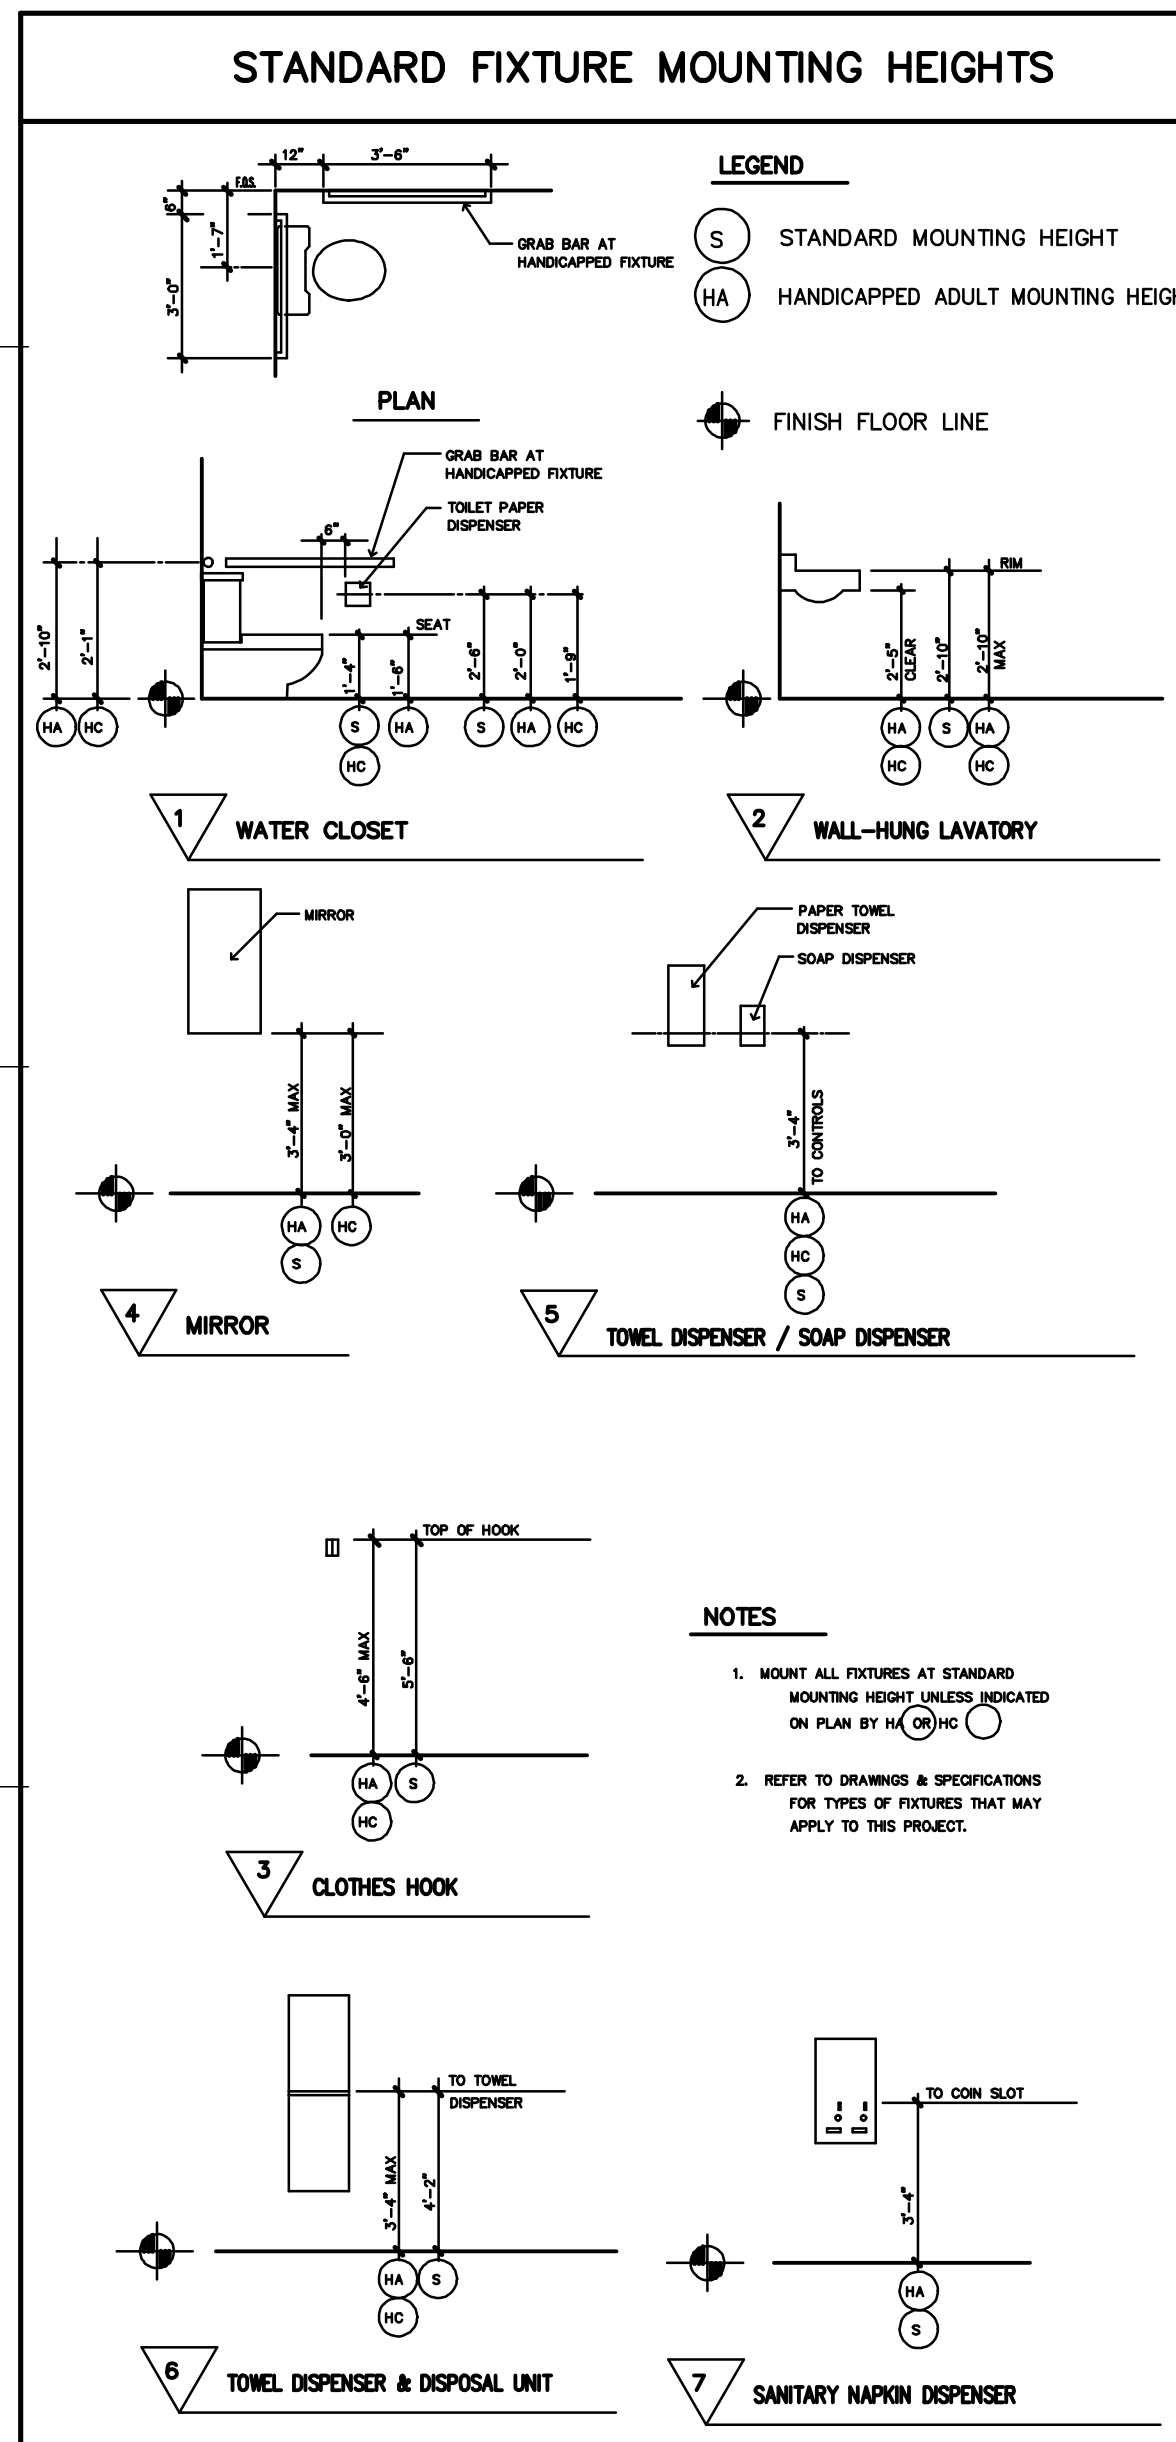 STANDARD FIXTURE MOUNTING HEIGHTS
12"
3'-6"
F.O.S.
6"
1'-7"
3'-0"
GRAB BAR AT
HANDICAPPED FIXTURE
PLAN
LEGEND
S STANDARD MOUNTING HEIGHT
HA HANDICAPPED ADULT MOUNTING HEIGH
FINISH FLOOR LINE
GRAB BAR AT
HANDICAPPED FIXTURE
TOILET PAPER
DISPENSER
6"
SEAT
2'-10"
2'-1"
1'-4"
1'-6"
2'-6"
2'-0"
1'-9"
HA HC S HA S HA HC
HC
1 WATER CLOSET
RIM
2'-5"
CLEAR
2'-10"
2'-10"
MAX
HA S HA
HC HC
2 WALL-HUNG LAVATORY
MIRROR
3'-4" MAX
3'-0" MAX
HA HC
S
4 MIRROR
PAPER TOWEL
DISPENSER
SOAP DISPENSER
3'-4"
TO CONTROLS
HA
HC
S
5 TOWEL DISPENSER / SOAP DISPENSER
TOP OF HOOK
4'-6" MAX
5'-6"
HA S
HC
3 CLOTHES HOOK
NOTES
1. MOUNT ALL FIXTURES AT STANDARD
MOUNTING HEIGHT UNLESS INDICATED
ON PLAN BY HA OR HC
2. REFER TO DRAWINGS & SPECIFICATIONS
FOR TYPES OF FIXTURES THAT MAY
APPLY TO THIS PROJECT.
TO TOWEL
DISPENSER
3'-4" MAX
4'-2"
HA S
HC
6 TOWEL DISPENSER & DISPOSAL UNIT
TO COIN SLOT
3'-4"
HA
S
7 SANITARY NAPKIN DISPENSER